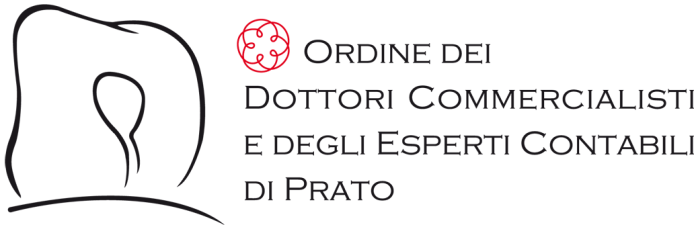 Ordine dei
Dottori Commercialisti
e degli Esperti Contabili
di Prato